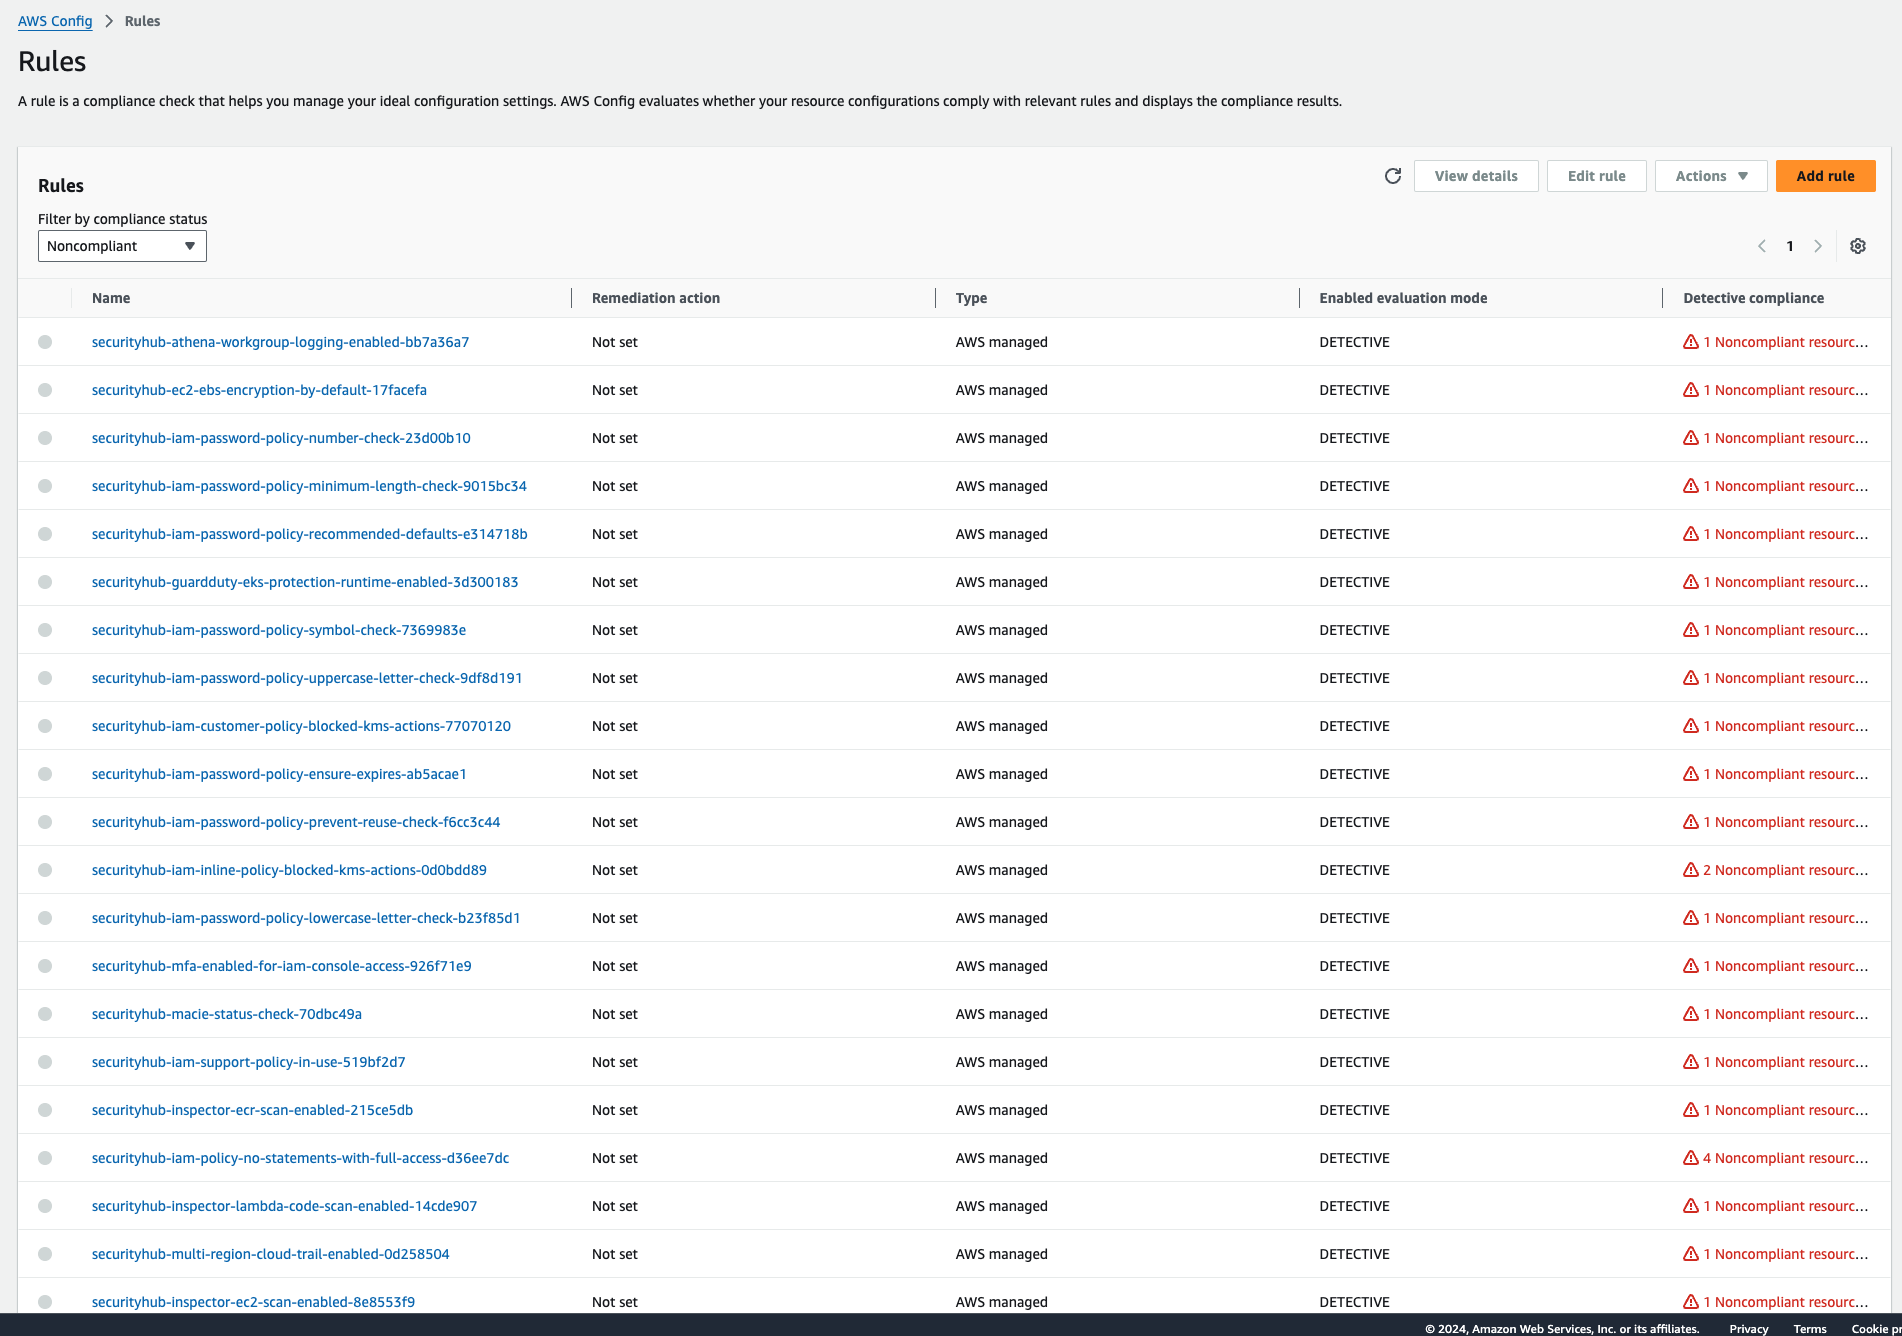 AWS Config > Rules
Rules
A rule is a compliance check that helps you manage your ideal configuration settings. AWS Config evaluates whether your resource configurations comply with relevant rules and displays the compliance results.
Rules View details Edit rule Actions Add rule
Filter by compliance status
Noncompliant 1
Name Remediation action Type Enabled evaluation mode Detective compliance
securityhub-athena-workgroup-logging-enabled-bb7a36a7 Not set AWS managed DETECTIVE 1 Noncompliant resourc...
securityhub-ec2-ebs-encryption-by-default-17facefa Not set AWS managed DETECTIVE 1 Noncompliant resourc...
securityhub-iam-password-policy-number-check-23d00b10 Not set AWS managed DETECTIVE 1 Noncompliant resourc...
securityhub-iam-password-policy-minimum-length-check-9015bc34 Not set AWS managed DETECTIVE 1 Noncompliant resourc...
securityhub-iam-password-policy-recommended-defaults-e314718b Not set AWS managed DETECTIVE 1 Noncompliant resourc...
securityhub-guardduty-eks-protection-runtime-enabled-3d300183 Not set AWS managed DETECTIVE 1 Noncompliant resourc...
securityhub-iam-password-policy-symbol-check-7369983e Not set AWS managed DETECTIVE 1 Noncompliant resourc...
securityhub-iam-password-policy-uppercase-letter-check-9df8d191 Not set AWS managed DETECTIVE 1 Noncompliant resourc...
securityhub-iam-customer-policy-blocked-kms-actions-77070120 Not set AWS managed DETECTIVE 1 Noncompliant resourc...
securityhub-iam-password-policy-ensure-expires-ab5acae1 Not set AWS managed DETECTIVE 1 Noncompliant resourc...
securityhub-iam-password-policy-prevent-reuse-check-f6cc3c44 Not set AWS managed DETECTIVE 1 Noncompliant resourc...
securityhub-iam-inline-policy-blocked-kms-actions-0d0bdd89 Not set AWS managed DETECTIVE 2 Noncompliant resourc...
securityhub-iam-password-policy-lowercase-letter-check-b23f85d1 Not set AWS managed DETECTIVE 1 Noncompliant resourc...
securityhub-mfa-enabled-for-iam-console-access-926f71e9 Not set AWS managed DETECTIVE 1 Noncompliant resourc...
securityhub-macie-status-check-70dbc49a Not set AWS managed DETECTIVE 1 Noncompliant resourc...
securityhub-iam-support-policy-in-use-519bf2d7 Not set AWS managed DETECTIVE 1 Noncompliant resourc...
securityhub-inspector-ecr-scan-enabled-215ce5db Not set AWS managed DETECTIVE 1 Noncompliant resourc...
securityhub-iam-policy-no-statements-with-full-access-d36ee7dc Not set AWS managed DETECTIVE 4 Noncompliant resourc...
securityhub-inspector-lambda-code-scan-enabled-14cde907 Not set AWS managed DETECTIVE 1 Noncompliant resourc...
securityhub-multi-region-cloud-trail-enabled-0d258504 Not set AWS managed DETECTIVE 1 Noncompliant resourc...
securityhub-inspector-ec2-scan-enabled-8e8553f9 Not set AWS managed DETECTIVE 1 Noncompliant resourc...
© 2024, Amazon Web Services, Inc. or its affiliates. Privacy Terms Cookie